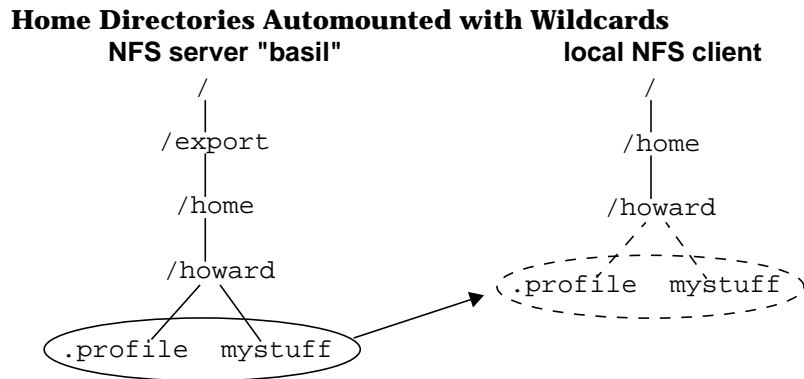 Home Directories Automounted with Wildcards
NFS server "basil"
local NFS client
/
/export
/home
/howard
.profile mystuff
/
/home
/howard
.profile mystuff